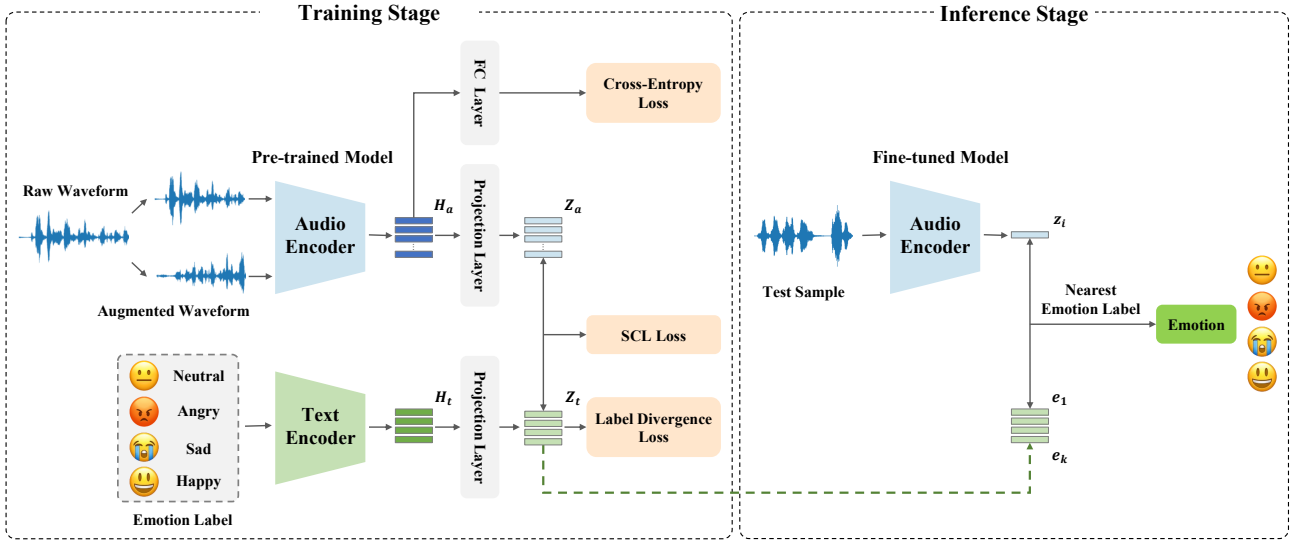 Training Stage
FC Layer
Cross-Entropy
Loss
Pre-trained Model
Raw Waveform
Audio
Encoder
H_a
Projection Layer
Z_a
Augmented Waveform
SCL Loss
Neutral
Angry
Sad
Happy
Emotion Label
Text
Encoder
H_t
Projection Layer
Z_t
Label Divergence
Loss
Inference Stage
Fine-tuned Model
Audio
Encoder
z_i
Test Sample
Nearest
Emotion Label
Emotion
e_1
e_k